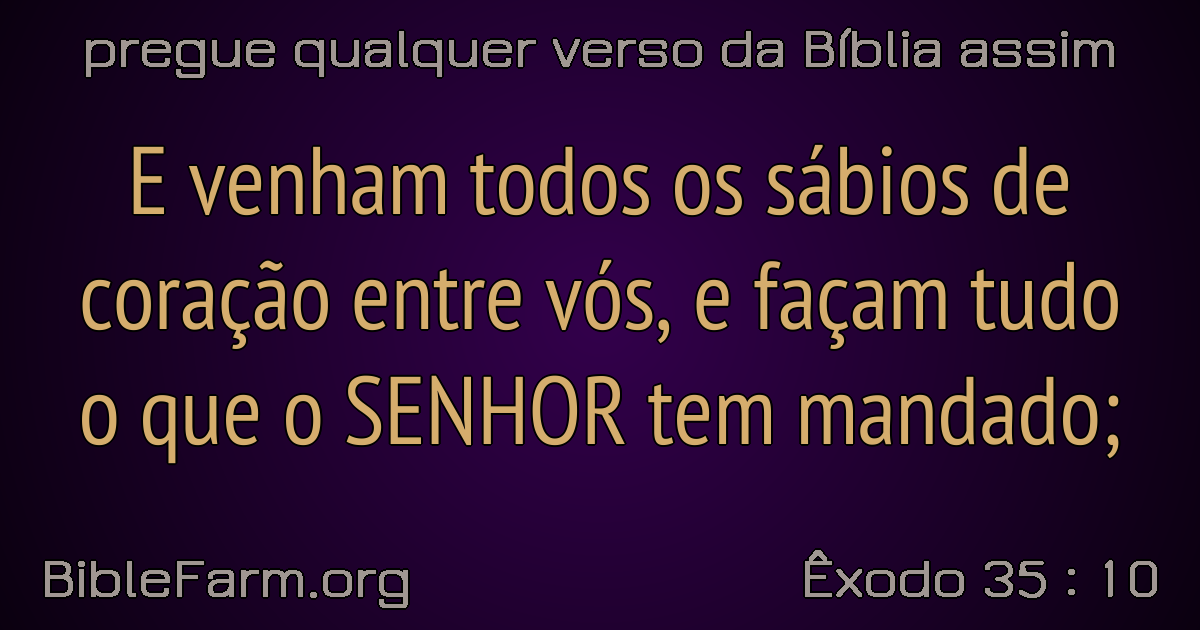 pregue qualquer verso da Bíblia assim
E venham todos os sábios de
coração entre vós, e façam tudo
o que o SENHOR tem mandado;
BibleFarm.org
Êxodo 35 : 10